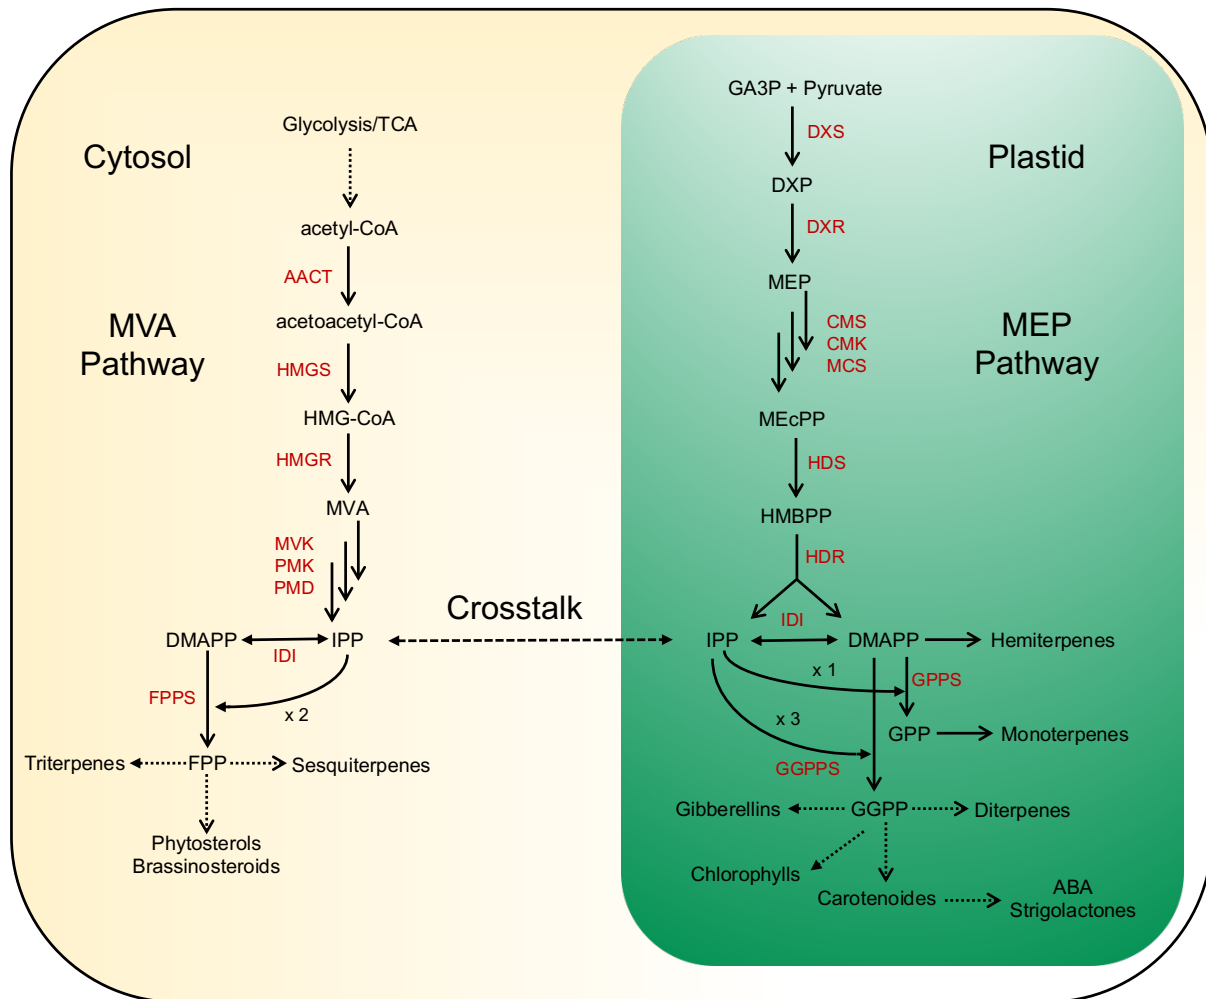 Cytosol
Glycolysis/TCA
acetyl-CoA
AACT
MVA
Pathway
acetoacetyl-CoA
HMGS
HMG-CoA
HMGR
MVA
MVK
PMK
PMD
DMAPP
IDI
IPP
FPPS
x 2
Triterpenes
FPP
Sesquiterpenes
Phytosterols
Brassinosteroids
Crosstalk
Plastid
GA3P + Pyruvate
DXS
DXP
DXR
MEP
CMS
CMK
MCS
MEP
Pathway
MEcPP
HDS
HMBPP
HDR
IPP
IDI
DMAPP
Hemiterpenes
x 1
GPPS
x 3
GPP
Monoterpenes
GGPPS
Gibberellins
GGPP
Diterpenes
Chlorophylls
Carotenoides
ABA
Strigolactones